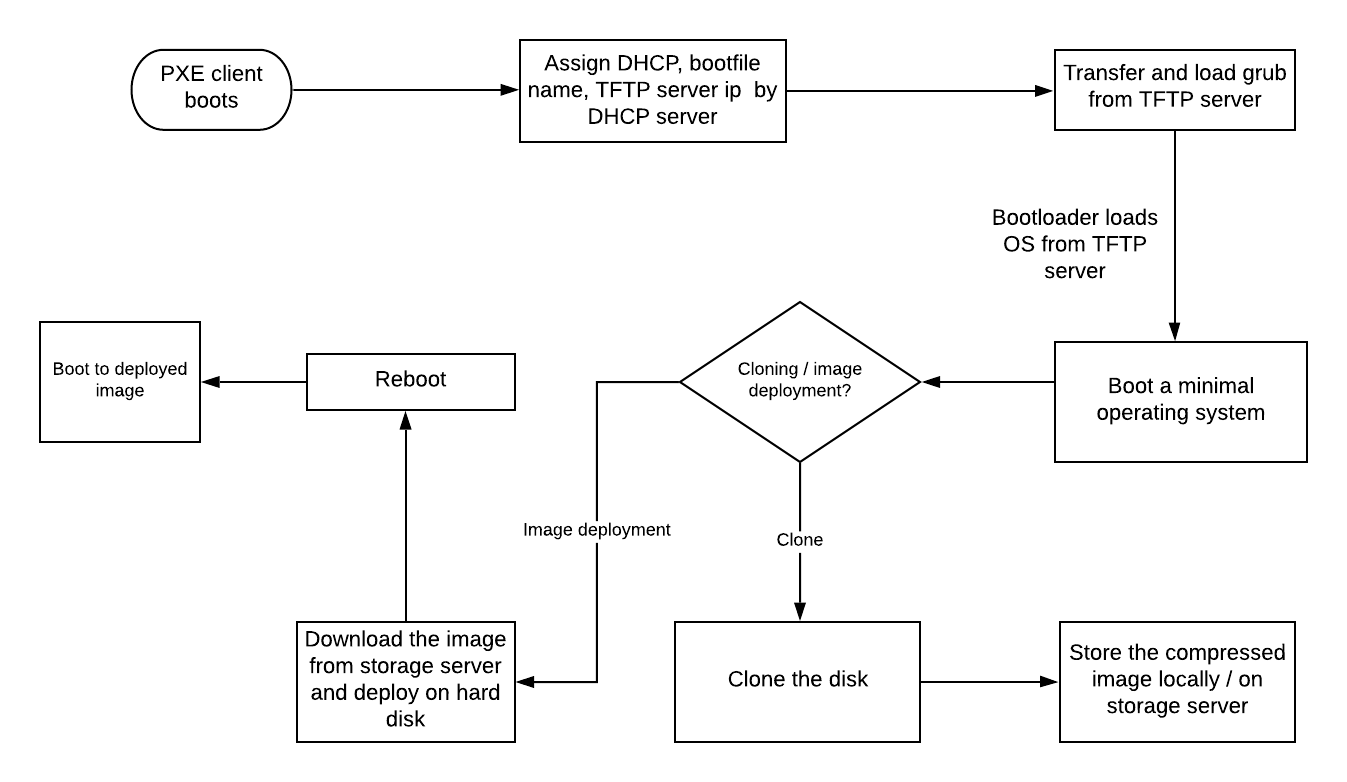 PXE client
boots
Assign DHCP, bootfile
name, TFTP server ip  by
DHCP server
Transfer and load grub
from TFTP server
Bootloader loads
OS from TFTP
server
Boot to deployed
image
Reboot
Cloning / image
deployment?
Boot a minimal
operating system
Image deployment
Clone
Download the image
from storage server
and deploy on hard
disk
Clone the disk
Store the compressed
image locally / on
storage server